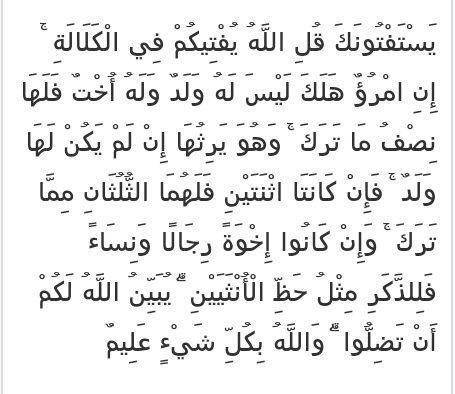 يَسْتَفْتُونَكَ قُلِ اللَّهُ يُفْتِيكُمْ فِي الْكَلَالَةِ ۚ
إِنِ امْرُؤٌ هَلَكَ لَيْسَ لَهُ وَلَدٌ وَلَهُ أُخْتٌ فَلَهَا
نِصْفُ مَا تَرَكَ ۚ وَهُوَ يَرِثُهَا إِنْ لَمْ يَكُنْ لَهَا
وَلَدٌ ۚ فَإِنْ كَانَتَا اثْنَتَيْنِ فَلَهُمَا الثُّلُثَانِ مِمَّا
تَرَكَ ۚ وَإِنْ كَانُوا إِخْوَةً رِجَالًا وَنِسَاءً
فَلِلذَّكَرِ مِثْلُ حَظِّ الْأُنْثَيَيْنِ ۗ يُبَيِّنُ اللَّهُ لَكُمْ
أَنْ تَضِلُّوا ۗ وَاللَّهُ بِكُلِّ شَيْءٍ عَلِيمٌ